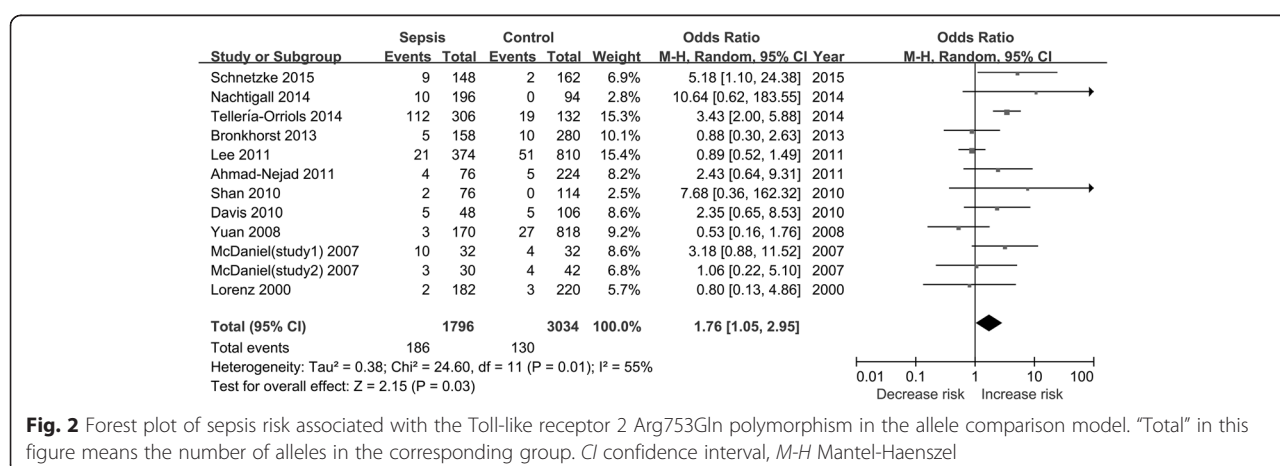 Sepsis Control Odds Ratio Odds Ratio
Study or Subgroup Events Total Events Total Weight M-H, Random, 95% CI Year M-H, Random, 95% CI
Schnetzke 2015 9 148 2 162 6.9% 5.18 [1.10, 24.38] 2015
Nachtigall 2014 10 196 0 94 2.8% 10.64 [0.62, 183.55] 2014
Tellería-Orriols 2014 112 306 19 132 15.3% 3.43 [2.00, 5.88] 2014
Bronkhorst 2013 5 158 10 280 10.1% 0.88 [0.30, 2.63] 2013
Lee 2011 21 374 51 810 15.4% 0.89 [0.52, 1.49] 2011
Ahmad-Nejad 2011 4 76 5 224 8.2% 2.43 [0.64, 9.31] 2011
Shan 2010 2 76 0 114 2.5% 7.68 [0.36, 162.32] 2010
Davis 2010 5 48 5 106 8.6% 2.35 [0.65, 8.53] 2010
Yuan 2008 3 170 27 818 9.2% 0.53 [0.16, 1.76] 2008
McDaniel(study1) 2007 10 32 4 32 8.6% 3.18 [0.88, 11.52] 2007
McDaniel(study2) 2007 3 30 4 42 6.8% 1.06 [0.22, 5.10] 2007
Lorenz 2000 2 182 3 220 5.7% 0.80 [0.13, 4.86] 2000
Total (95% CI) 1796 3034 100.0% 1.76 [1.05, 2.95]
Total events 186 130
Heterogeneity: Tau² = 0.38; Chi² = 24.60, df = 11 (P = 0.01); I² = 55%
Test for overall effect: Z = 2.15 (P = 0.03)
0.01 0.1 1 10 100
Decrease risk Increase risk
Fig. 2 Forest plot of sepsis risk associated with the Toll-like receptor 2 Arg753Gln polymorphism in the allele comparison model. "Total" in this
figure means the number of alleles in the corresponding group. CI confidence interval, M-H Mantel-Haenszel